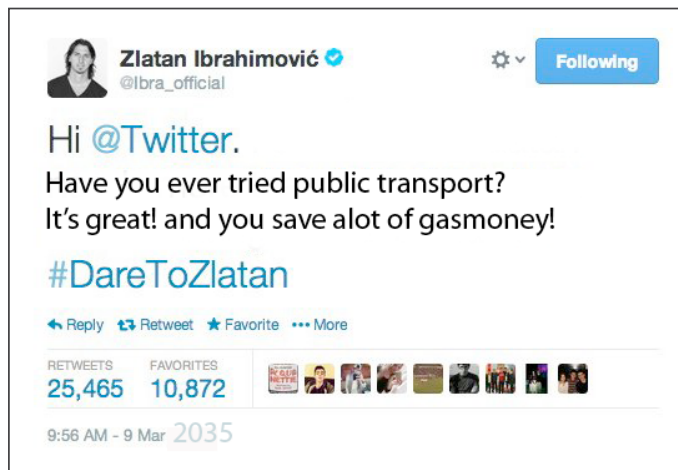 Zlatan Ibrahimović
@Ibra_official
Following
Hi @Twitter.
Have you ever tried public transport?
It's great! and you save alot of gasmoney!
#DareToZlatan
Reply Retweet Favorite More
RETWEETS FAVORITES
25,465 10,872
9:56 AM - 9 Mar 2035